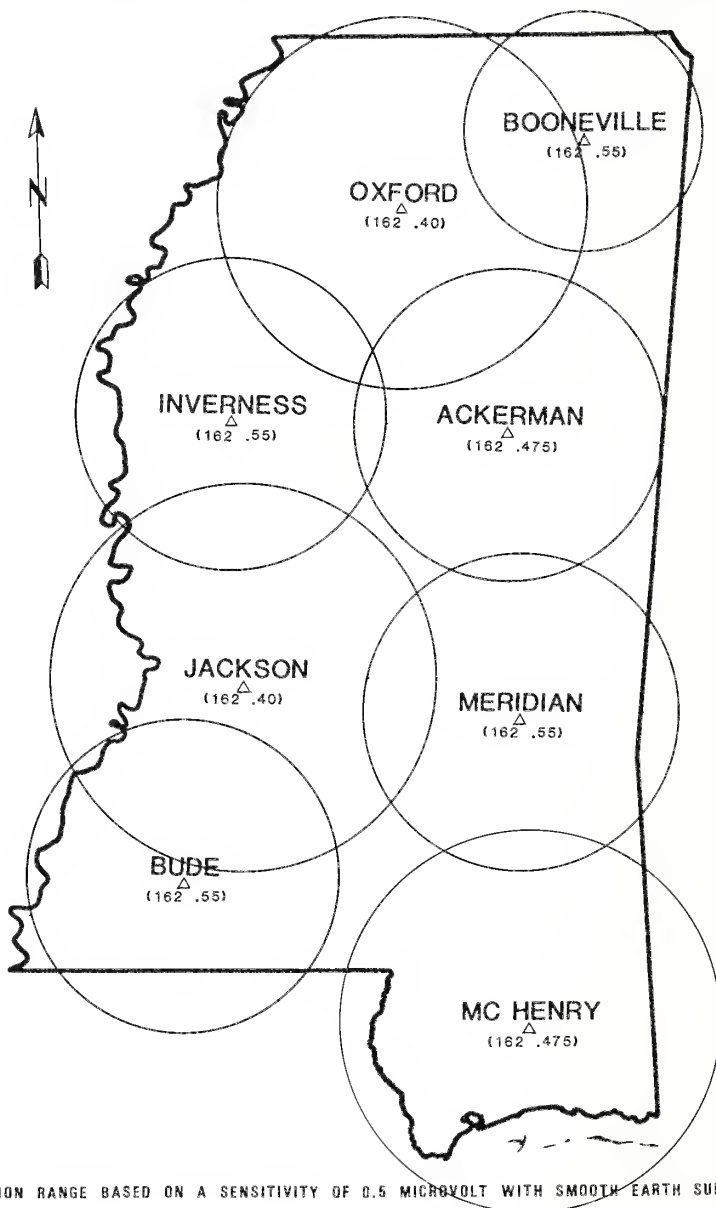 BOONEVILLE
(162 .55)
OXFORD
(162 .40)
N
INVERNESS
(162 .55)
ACKERMAN
(162 .475)
JACKSON
(162 .40)
MERIDIAN
(162 .55)
BUDE
(162 .55)
MC HENRY
(162 .475)
ION RANGE BASED ON A SENSITIVITY OF 0.5 MICROVOLT WITH SMOOTH EARTH SU